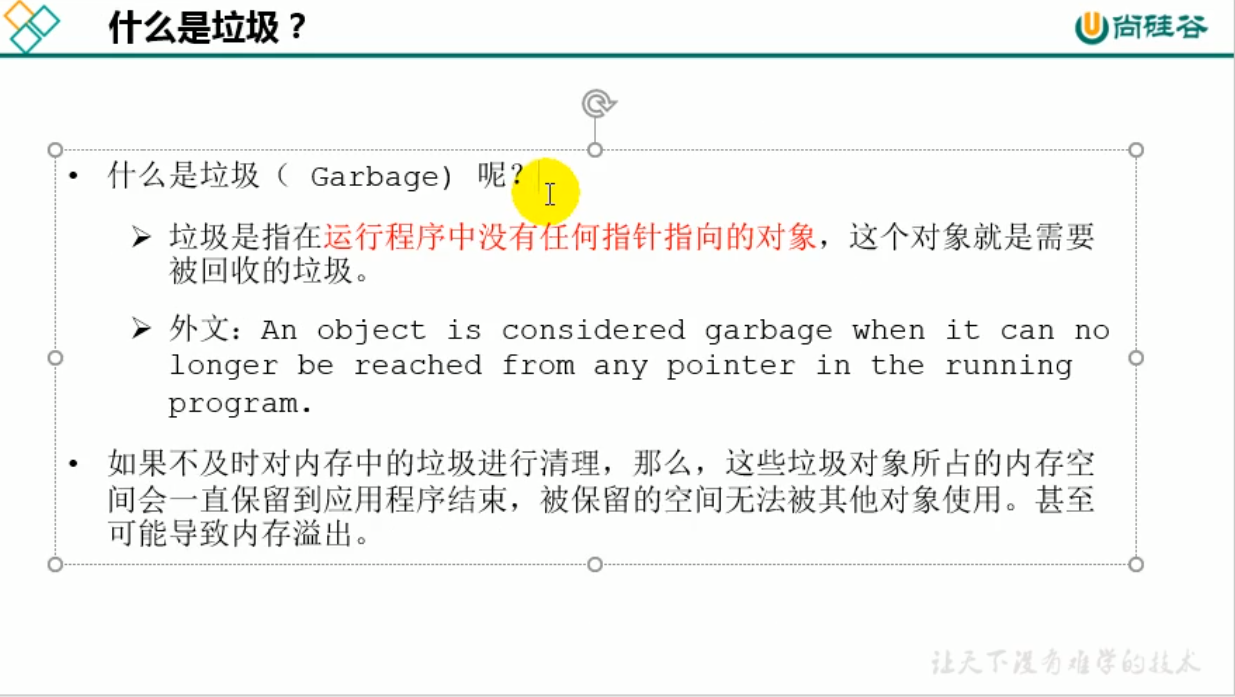 什么是垃圾？
尚硅谷
• 什么是垃圾（ Garbage) 呢?
➢ 垃圾是指在运行程序中没有任何指针指向的对象，这个对象就是需要
被回收的垃圾。
➢ 外文: An object is considered garbage when it can no
longer be reached from any pointer in the running
program.
• 如果不及时对内存中的垃圾进行清理，那么，这些垃圾对象所占的内存空
间会一直保留到应用程序结束，被保留的空间无法被其他对象使用。甚至
可能导致内存溢出。
让天下没有难学的技术